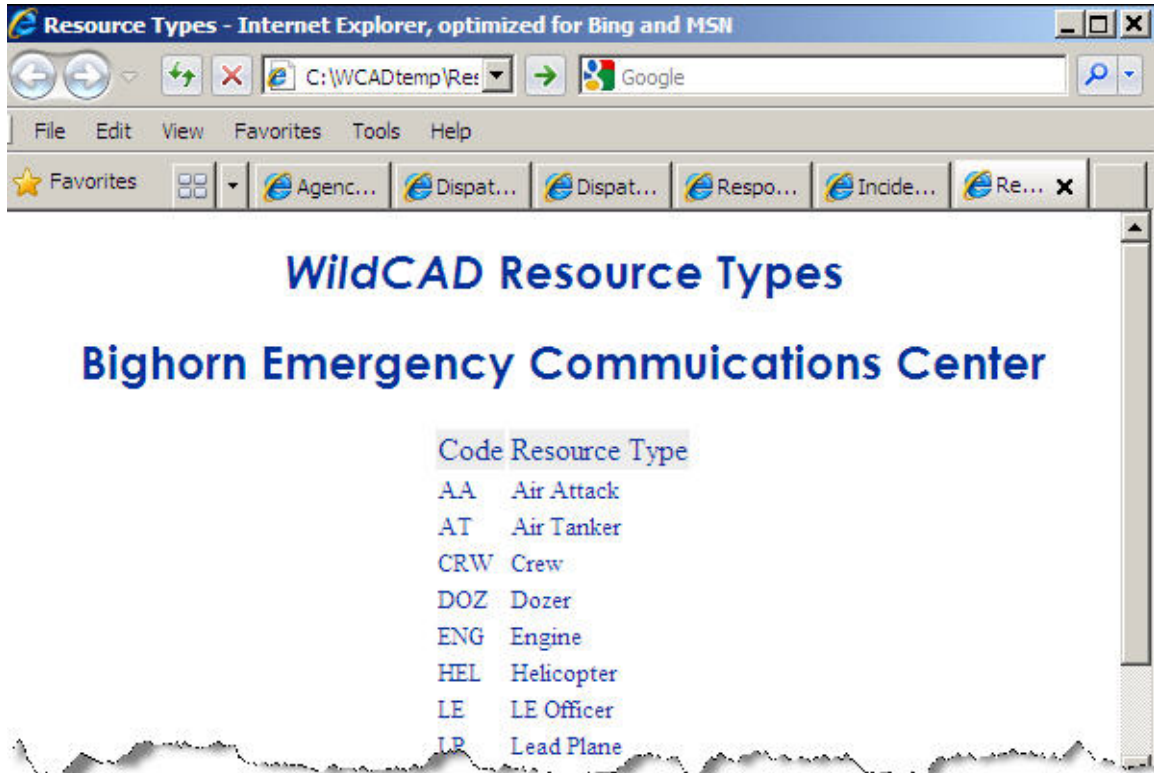 Resource Types - Internet Explorer, optimized for Bing and MSN
C:\WCADtemp\Res
Google
File Edit View Favorites Tools Help
Favorites Agenc... Dispat... Dispat... Respo... Incide... Re...
WildCAD Resource Types
Bighorn Emergency Commuications Center
Code Resource Type
AA Air Attack
AT Air Tanker
CRW Crew
DOZ Dozer
ENG Engine
HEL Helicopter
LE LE Officer
LP Lead Plane